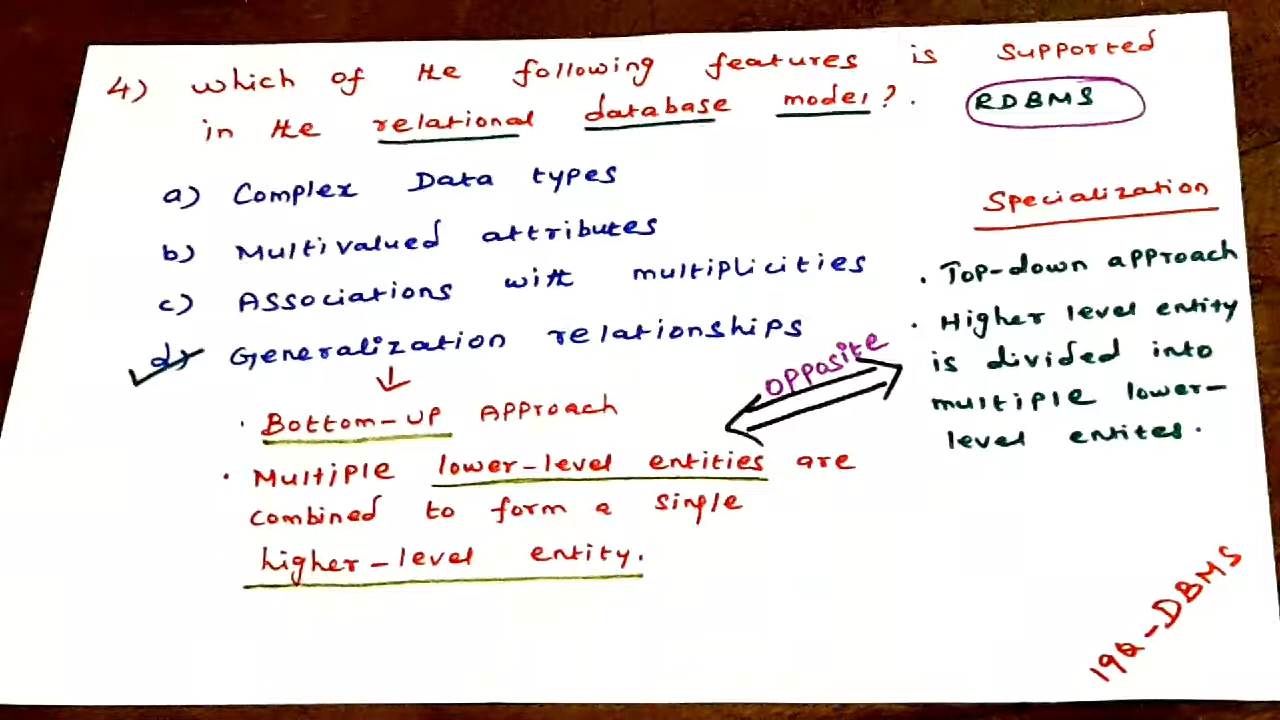 4) which of the following features is supported
in the relational database model?. RDBMS
a) Complex Data types
b) Multivalued attributes
c) Associations with multiplicities
d) Generalization relationships
• Bottom-up Approach
• Multiple lower-level entities are
combined to form a single
higher-level entity.
opposite
Specialization
• Top-down approach
• Higher level entity
is divided into
multiple lower-
level entites.
19Q-DBMS